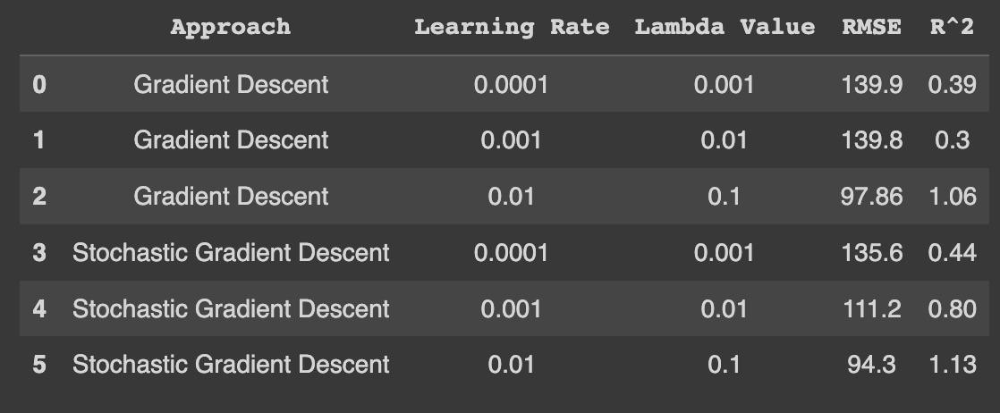 Approach Learning Rate Lambda Value RMSE R^2
0 Gradient Descent 0.0001 0.001 139.9 0.39
1 Gradient Descent 0.001 0.01 139.8 0.3
2 Gradient Descent 0.01 0.1 97.86 1.06
3 Stochastic Gradient Descent 0.0001 0.001 135.6 0.44
4 Stochastic Gradient Descent 0.001 0.01 111.2 0.80
5 Stochastic Gradient Descent 0.01 0.1 94.3 1.13